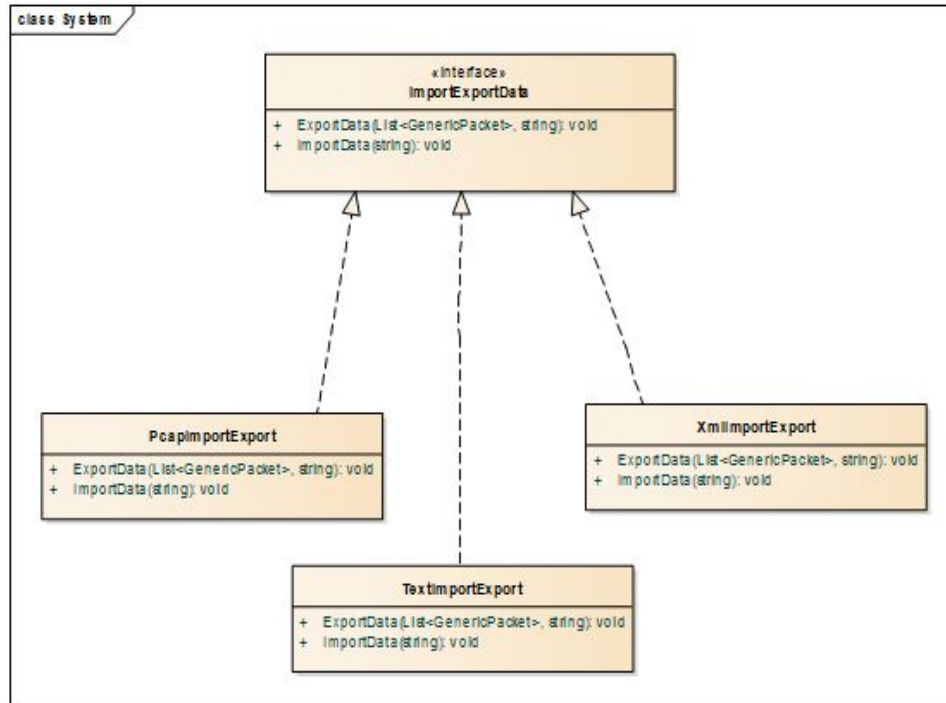 class System
«interface»
ImportExportData
+ ExportData(List<GenericPacket>, string): void
+ ImportData(string): void
PcapImportExport
+ ExportData(List<GenericPacket>, string): void
+ ImportData(string): void
XmlImportExport
+ ExportData(List<GenericPacket>, string): void
+ ImportData(string): void
TextImportExport
+ ExportData(List<GenericPacket>, string): void
+ ImportData(string): void